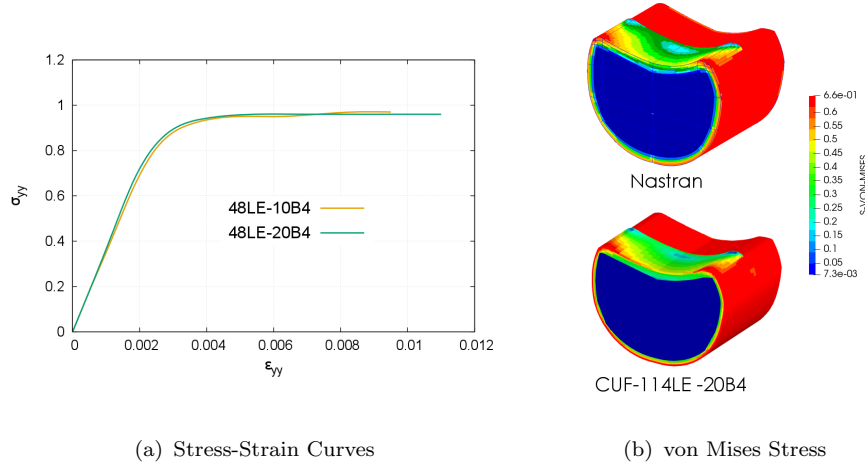 1.2
1
0.8
0.6
0.4
0.2
0
0
0.002
0.004
0.006
0.008
0.01
0.012
σyy
εyy
48LE-10B4
48LE-20B4
(a) Stress-Strain Curves
Nastran
CUF-114LE -20B4
6.6e-01
0.6
0.55
0.5
0.45
0.4
0.35
0.3
0.25
0.2
0.15
0.1
0.05
7.3e-03
S-VON-MISES
(b) von Mises Stress